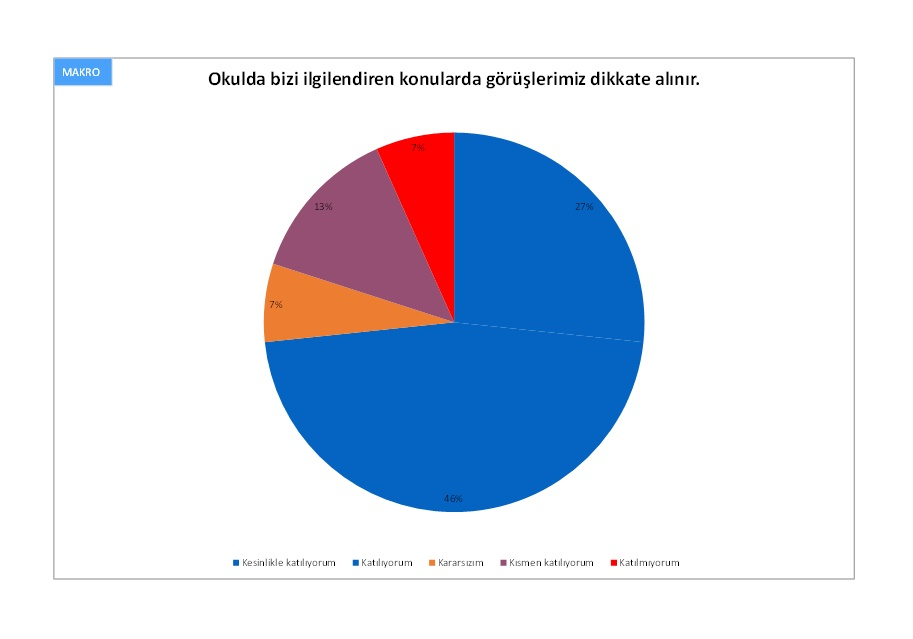 MAKRO
Okulda bizi ilgilendiren konularda görüşlerimiz dikkate alınır.
7%
27%
13%
7%
46%
Kesinlikle katılıyorum Katılıyorum Kararsızım Kısmen katılıyorum Katılmıyorum